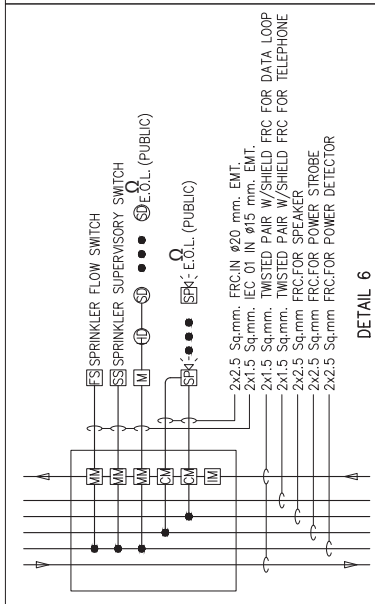 MM FS SPRINKLER FLOW SWITCH
MM SS SPRINKLER SUPERVISORY SWITCH
Ω
MM M HD SD SD E.O.L. (PUBLIC)
CM
Ω
CM SP SP E.O.L. (PUBLIC)
IM
2x2.5 Sq.mm. FRC.IN ø20 mm. EMT.
2x1.5 Sq.mm. IEC 01 IN ø15 mm. EMT.
2x1.5 Sq.mm. TWISTED PAIR W/SHIELD FRC FOR DATA LOOP
2x1.5 Sq.mm. TWISTED PAIR W/SHIELD FRC FOR TELEPHONE
2x2.5 Sq.mm FRC.FOR SPEAKER
2x2.5 Sq.mm FRC.FOR POWER STROBE
2x2.5 Sq.mm FRC.FOR POWER DETECTOR
DETAIL 6